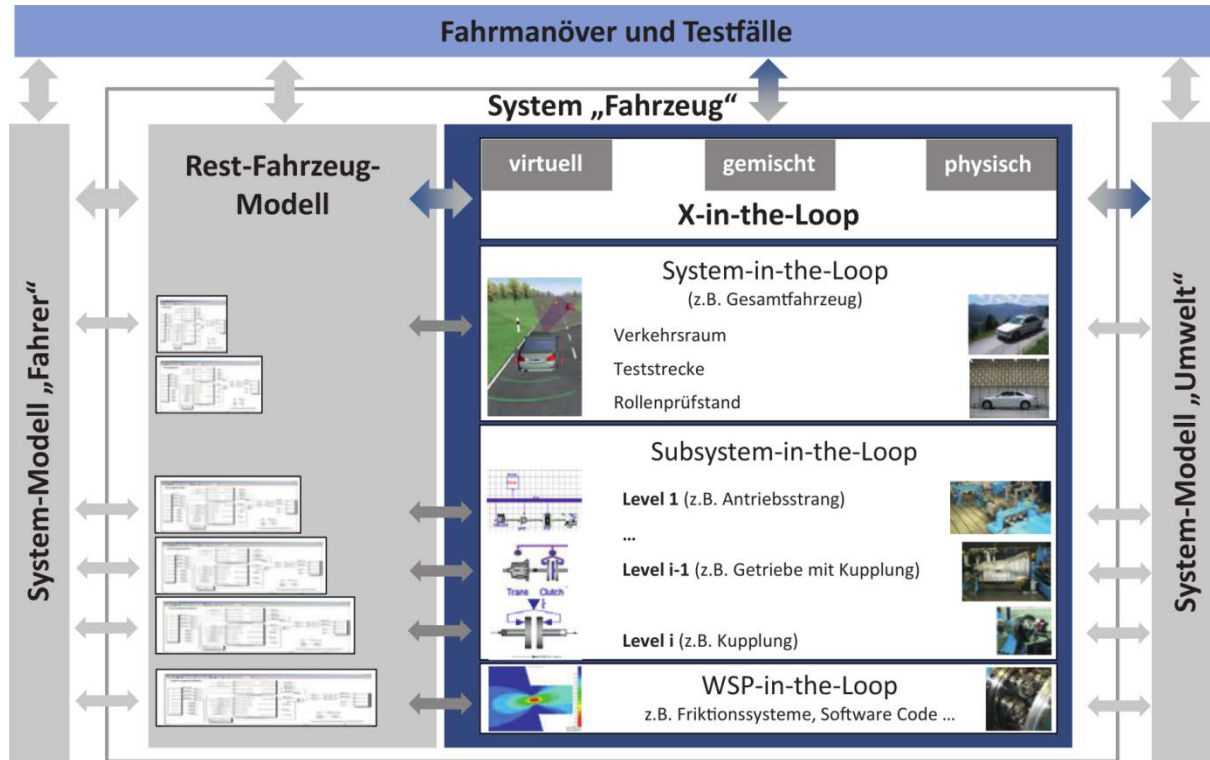 Fahrmanöver und Testfälle
System-Modell „Fahrer“
System „Fahrzeug“
Rest-Fahrzeug-
Modell
virtuell
gemischt
physisch
X-in-the-Loop
System-in-the-Loop
(z.B. Gesamtfahrzeug)
Verkehrsraum
Teststrecke
Rollenprüfstand
Subsystem-in-the-Loop
Level 1 (z.B. Antriebsstrang)
...
Level i-1 (z.B. Getriebe mit Kupplung)
Trans Clutch
Level i (z.B. Kupplung)
WSP-in-the-Loop
z.B. Friktionssysteme, Software Code ...
System-Modell „Umwelt“